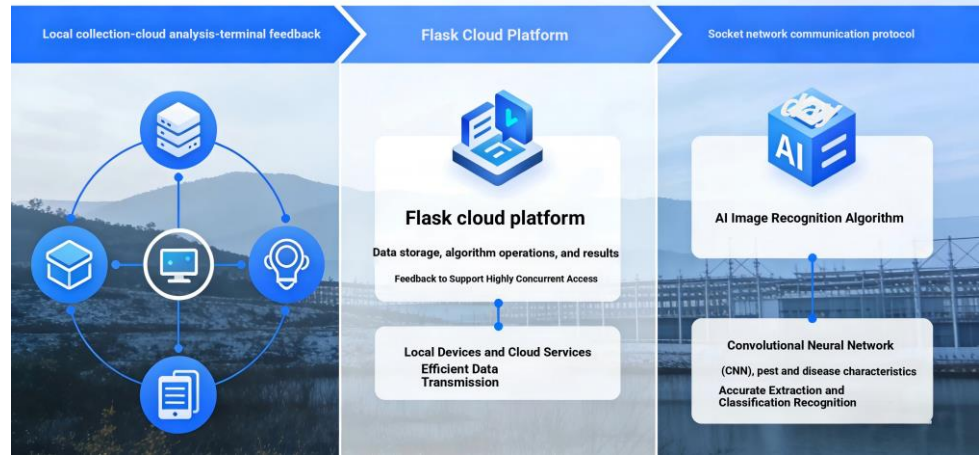 Local collection-cloud analysis-terminal feedback
Flask Cloud Platform
Socket network communication protocol
Flask cloud platform
Data storage, algorithm operations, and results
Feedback to Support Highly Concurrent Access
Local Devices and Cloud Services
Efficient Data
Transmission
AI
AI Image Recognition Algorithm
Convolutional Neural Network
(CNN), pest and disease characteristics
Accurate Extraction and
Classification Recognition